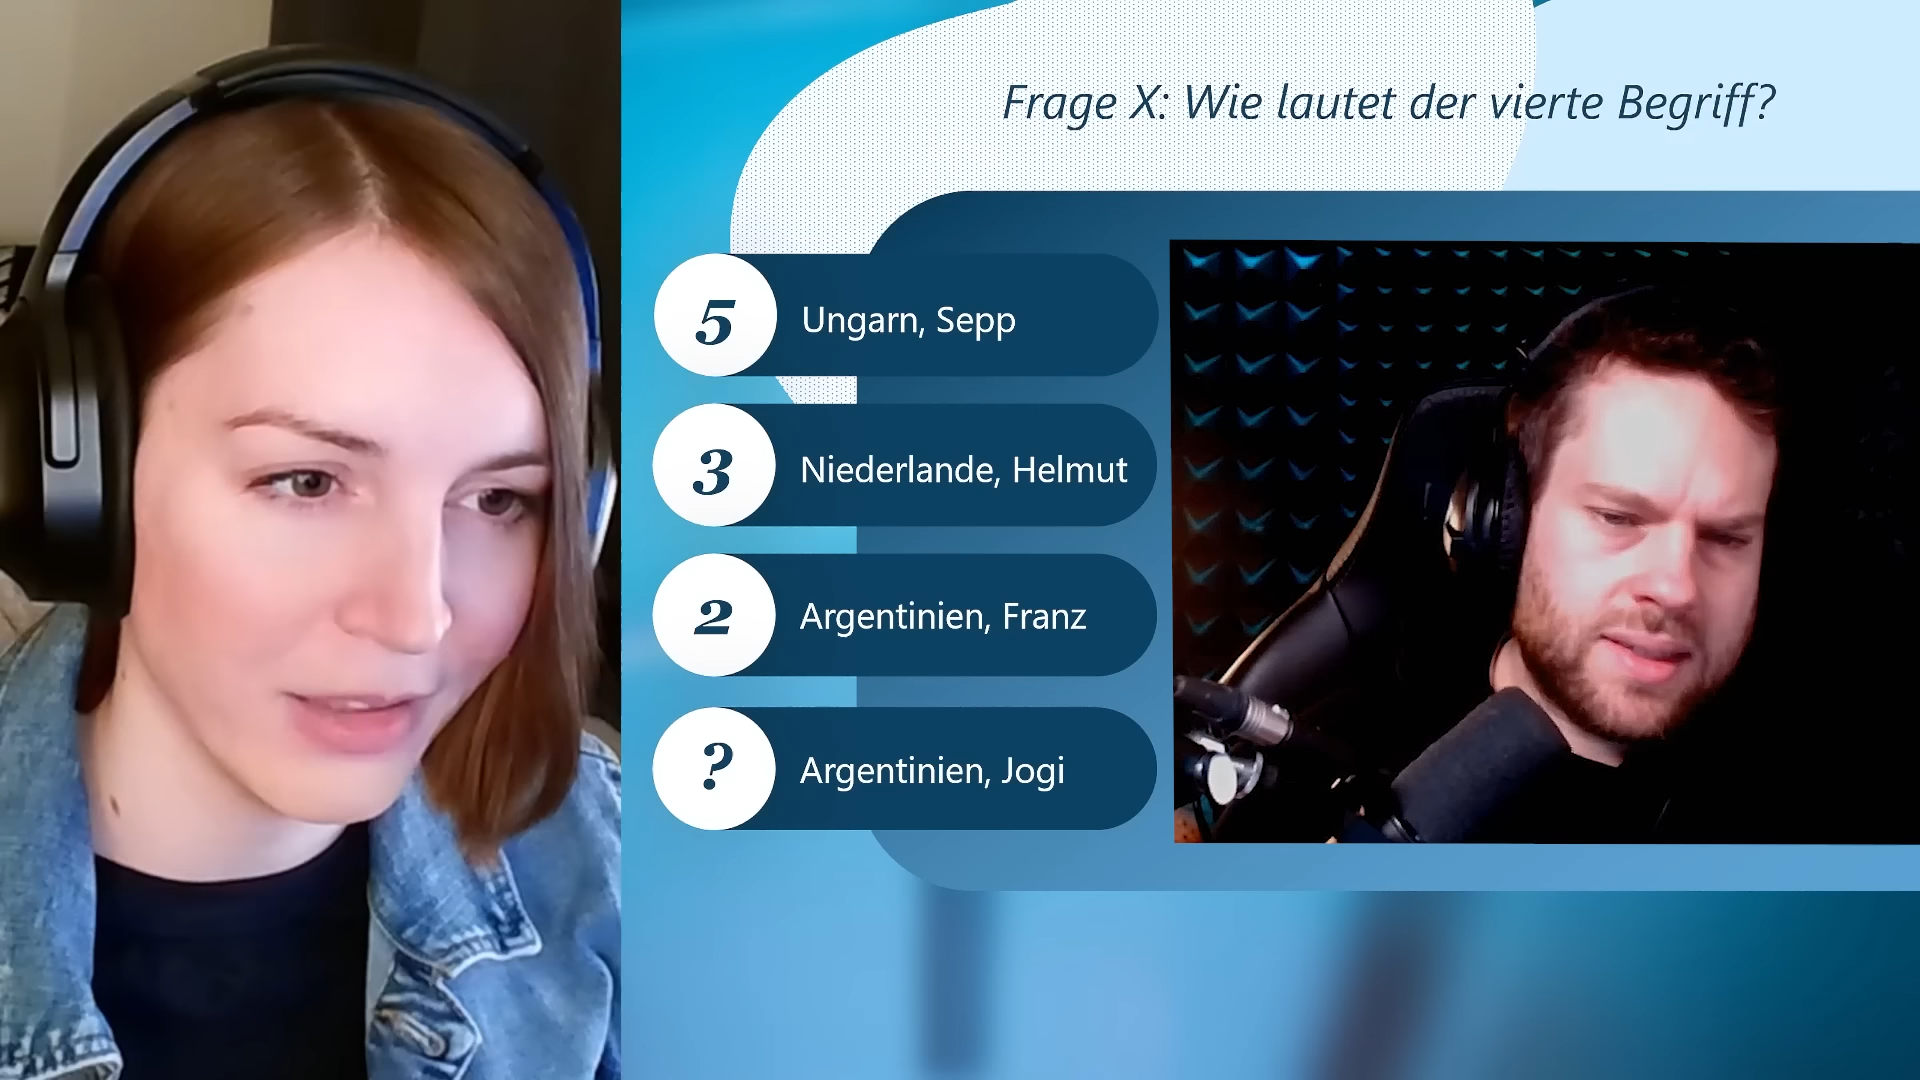 Frage X: Wie lautet der vierte Begriff?
5 Ungarn, Sepp
3 Niederlande, Helmut
2 Argentinien, Franz
? Argentinien, Jogi